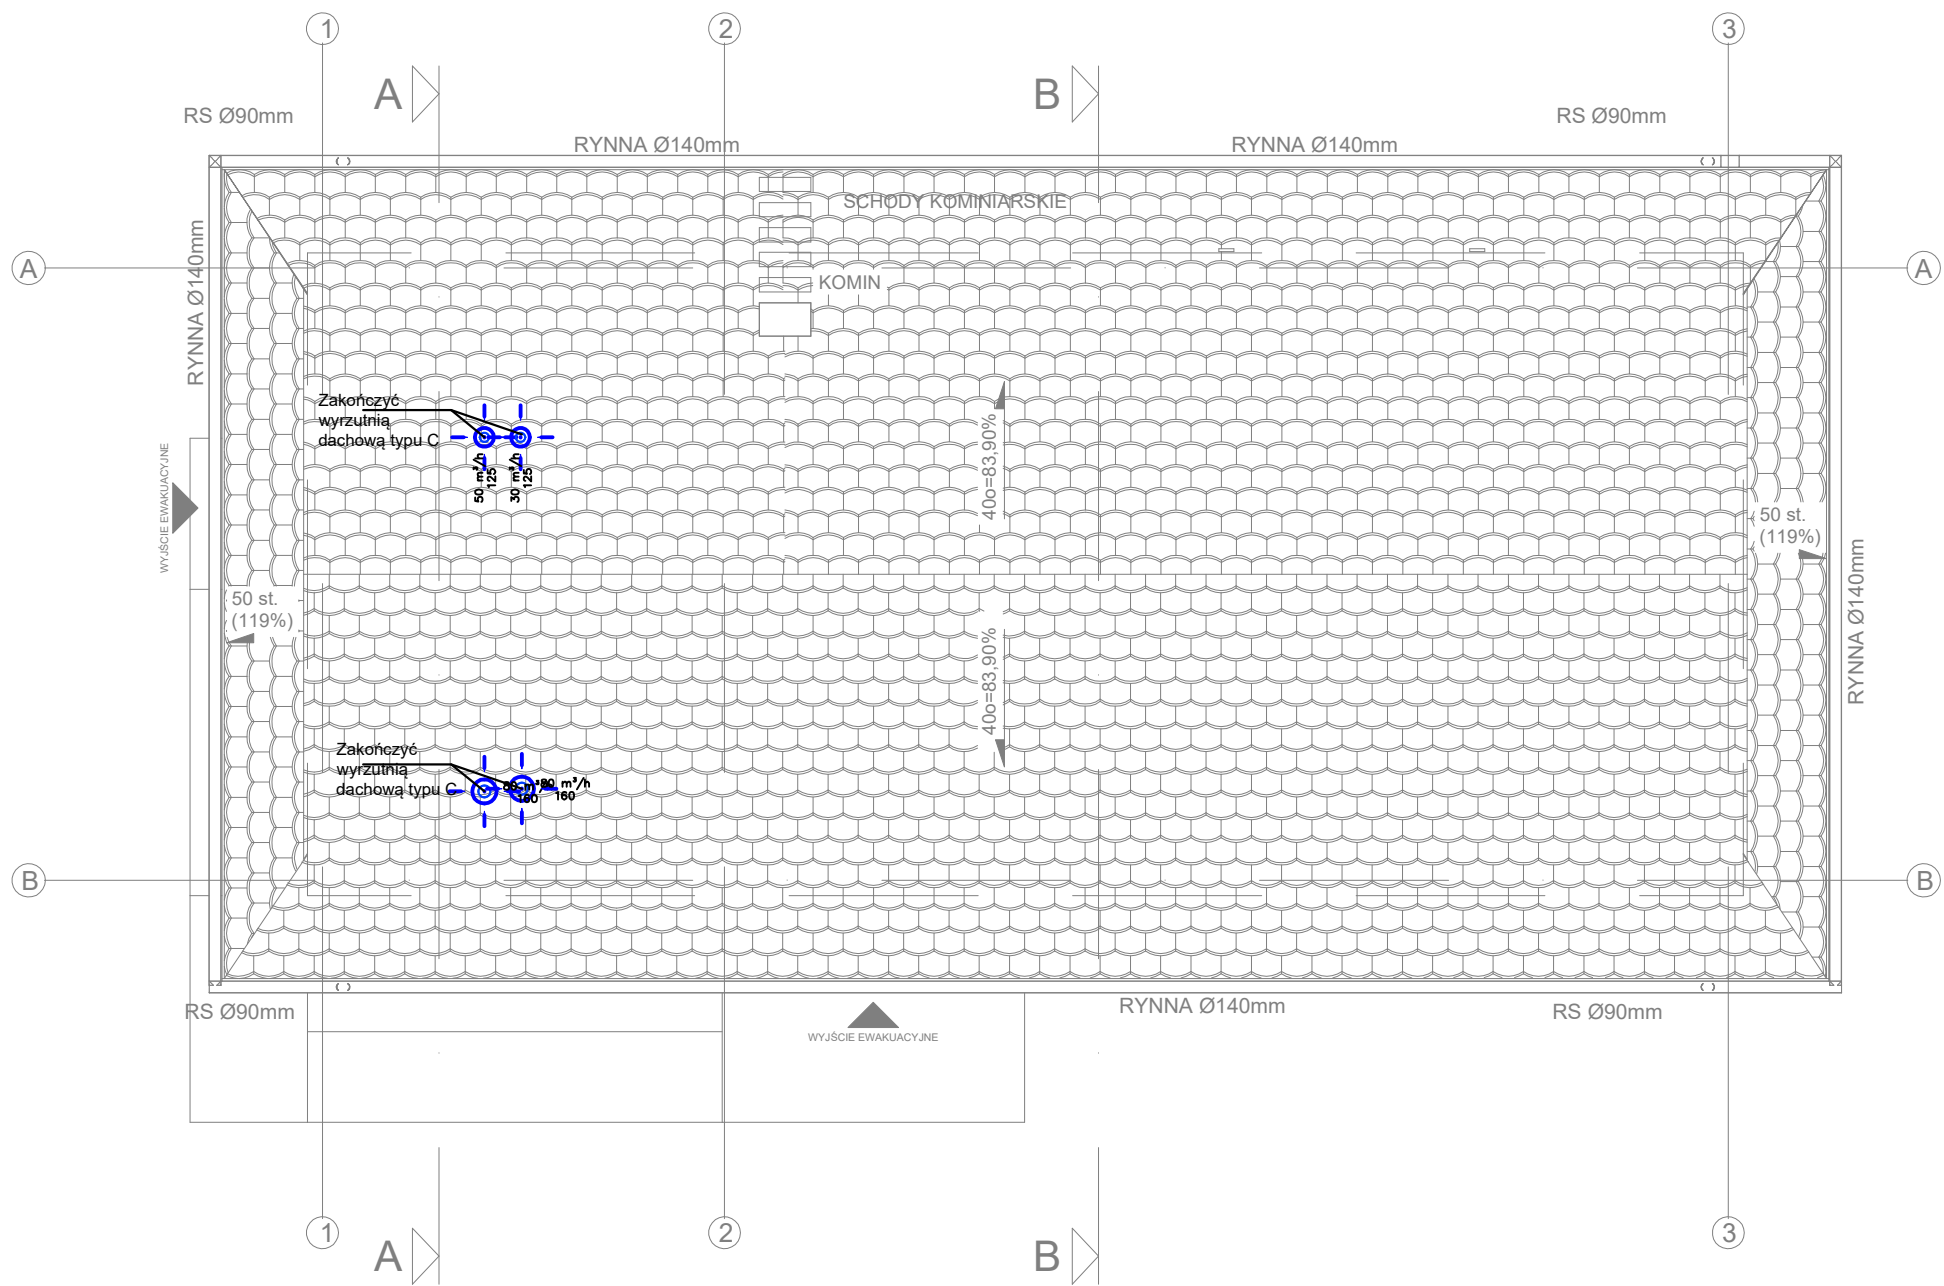 1
2
3
A
B
RS Ø90mm
RS Ø90mm
RYNNA Ø140mm
RYNNA Ø140mm
SCHODY KOMINIARSKIE
RYNNA Ø140mm
A
A
KOMIN
Zakończyć
wyrzutnią
dachową typu C
50 m³/h
125
30 m³/h
125
40o=83,90%
WYJŚCIE EWAKUACYJNE
50 st.
(119%)
RYNNA Ø140mm
50 st.
(119%)
40o=83,90%
Zakończyć
wyrzutnią
dachową typu C
80 m³/h
160
80 m³/h
160
B
B
RS Ø90mm
RYNNA Ø140mm
RS Ø90mm
WYJŚCIE EWAKUACYJNE
1
2
3
A
B